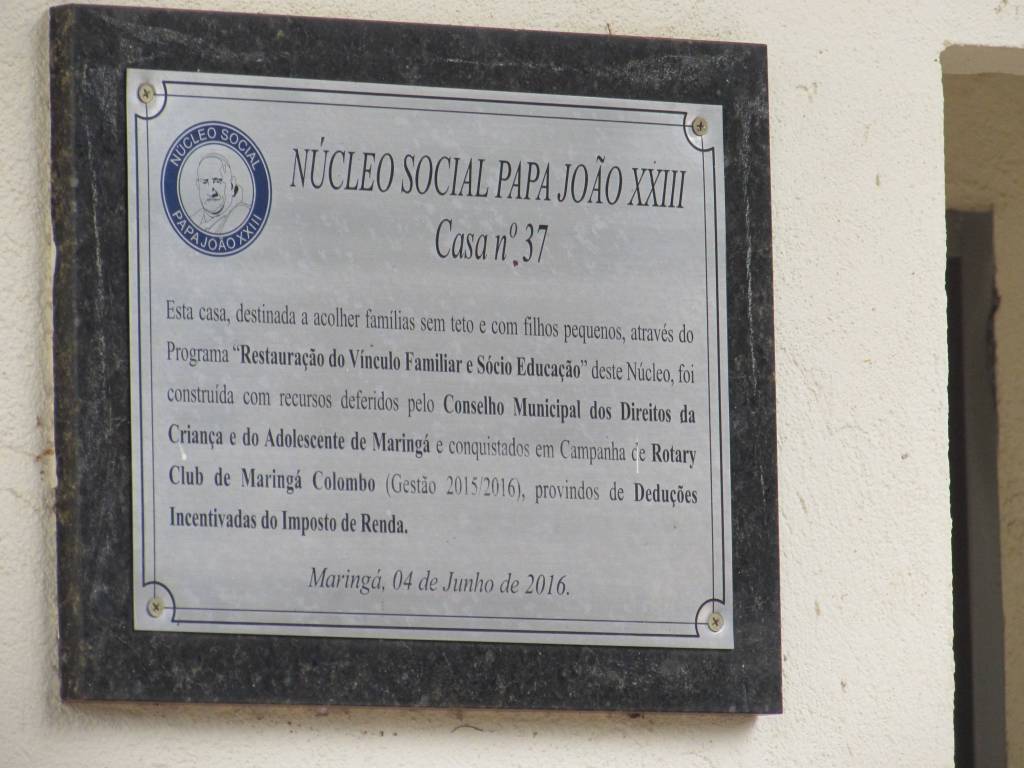 NÚCLEO SOCIAL
PAPA JOÃO XXIII
NÚCLEO SOCIAL PAPA JOÃO XXIII
Casa nº 37
Esta casa, destinada a acolher famílias sem teto e com filhos pequenos, através do
Programa “Restauração do Vínculo Familiar e Sócio Educação” deste Núcleo, foi
construída com recursos deferidos pelo Conselho Municipal dos Direitos da
Criança e do Adolescente de Maringá e conquistados em Campanha de Rotary
Club de Maringá Colombo (Gestão 2015/2016), provindos de Deduções
Incentivadas do Imposto de Renda.
Maringá, 04 de Junho de 2016.